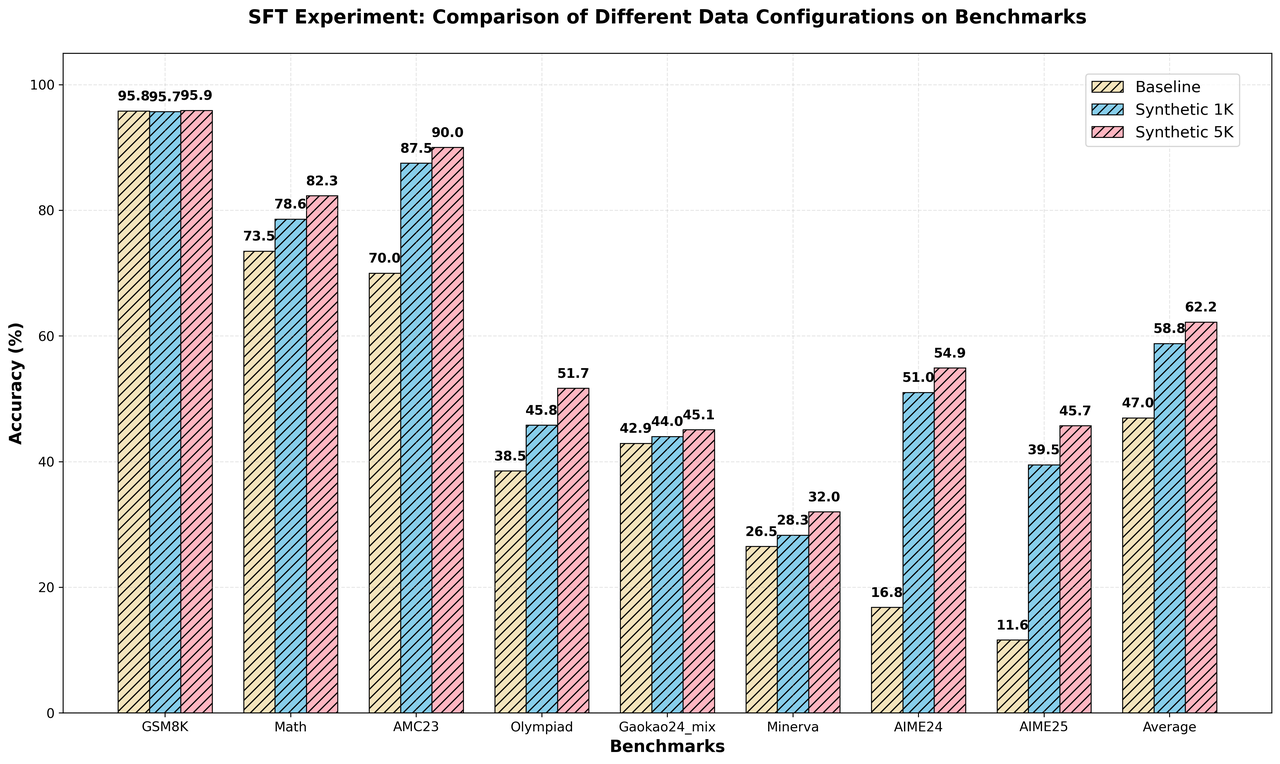 SFT Experiment: Comparison of Different Data Configurations on Benchmarks
Baseline
Synthetic 1K
Synthetic 5K
Accuracy (%)
100
80
60
40
20
0
95.8 95.7 95.9
73.5 78.6 82.3
70.0 87.5 90.0
38.5 45.8 51.7
42.9 44.0 45.1
26.5 28.3 32.0
16.8 51.0 54.9
11.6 39.5 45.7
47.0 58.8 62.2
GSM8K Math AMC23 Olympiad Gaokao24_mix Minerva AIME24 AIME25 Average
Benchmarks